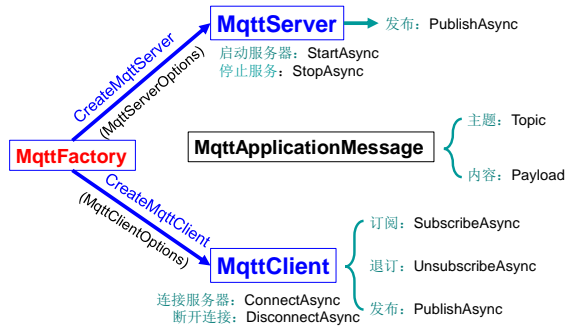 MqttServer
发布：PublishAsync
启动服务器：StartAsync
停止服务：StopAsync
CreateMqttServer
(MqttServerOptions)
MqttFactory
MqttApplicationMessage
主题：Topic
内容：Payload
CreateMqttClient
(MqttClientOptions)
MqttClient
订阅：SubscribeAsync
退订：UnsubscribeAsync
发布：PublishAsync
连接服务器：ConnectAsync
断开连接：DisconnectAsync